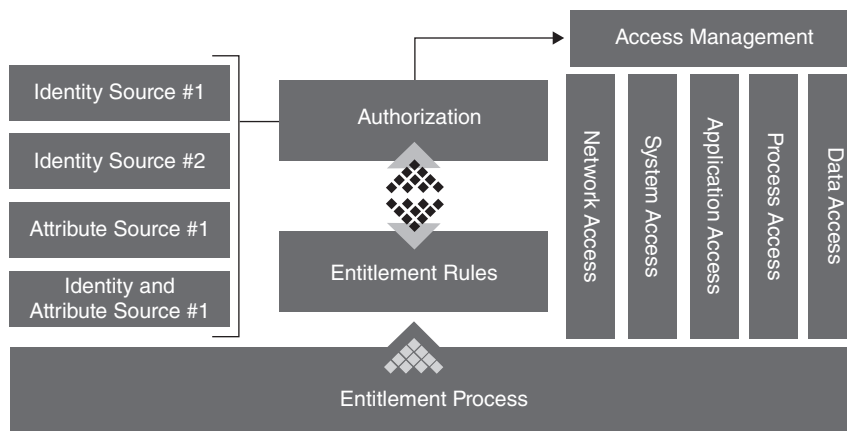 Access Management
Identity Source #1
Identity Source #2
Attribute Source #1
Identity and
Attribute Source #1
Authorization
Entitlement Rules
Network Access
System Access
Application Access
Process Access
Data Access
Entitlement Process